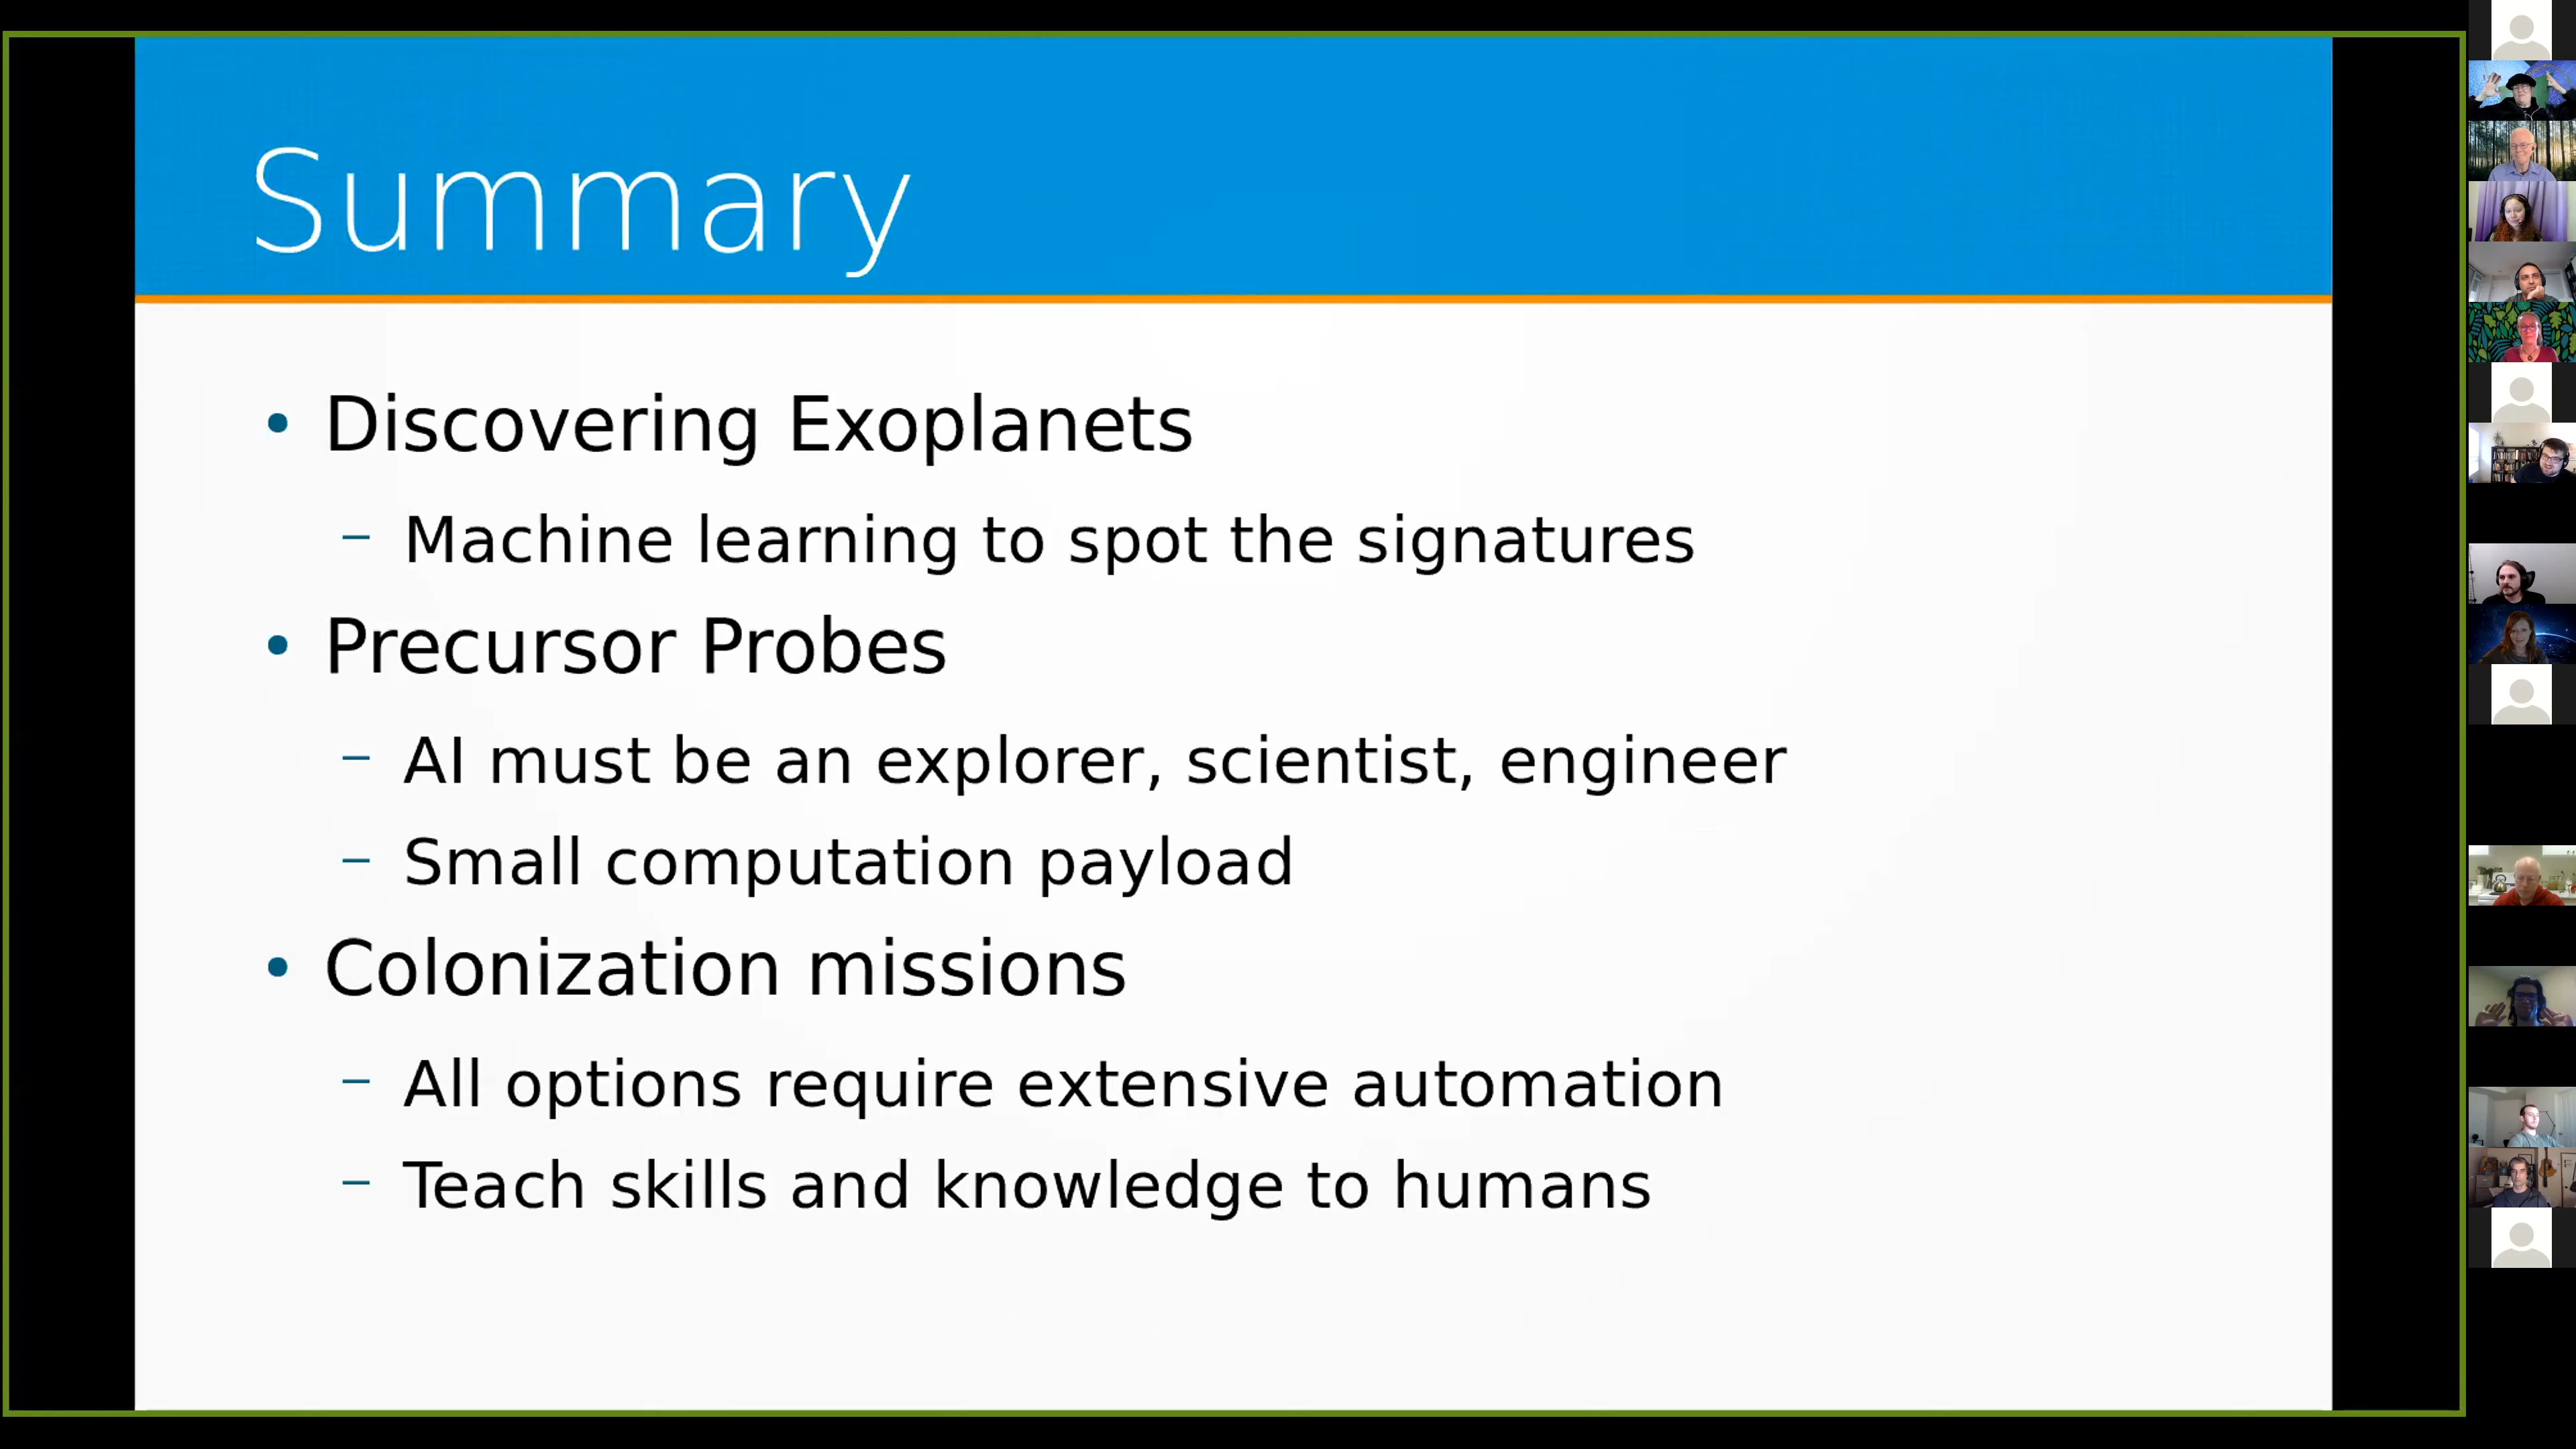 Summary
• Discovering Exoplanets
– Machine learning to spot the signatures
• Precursor Probes
– AI must be an explorer, scientist, engineer
– Small computation payload
• Colonization missions
– All options require extensive automation
– Teach skills and knowledge to humans